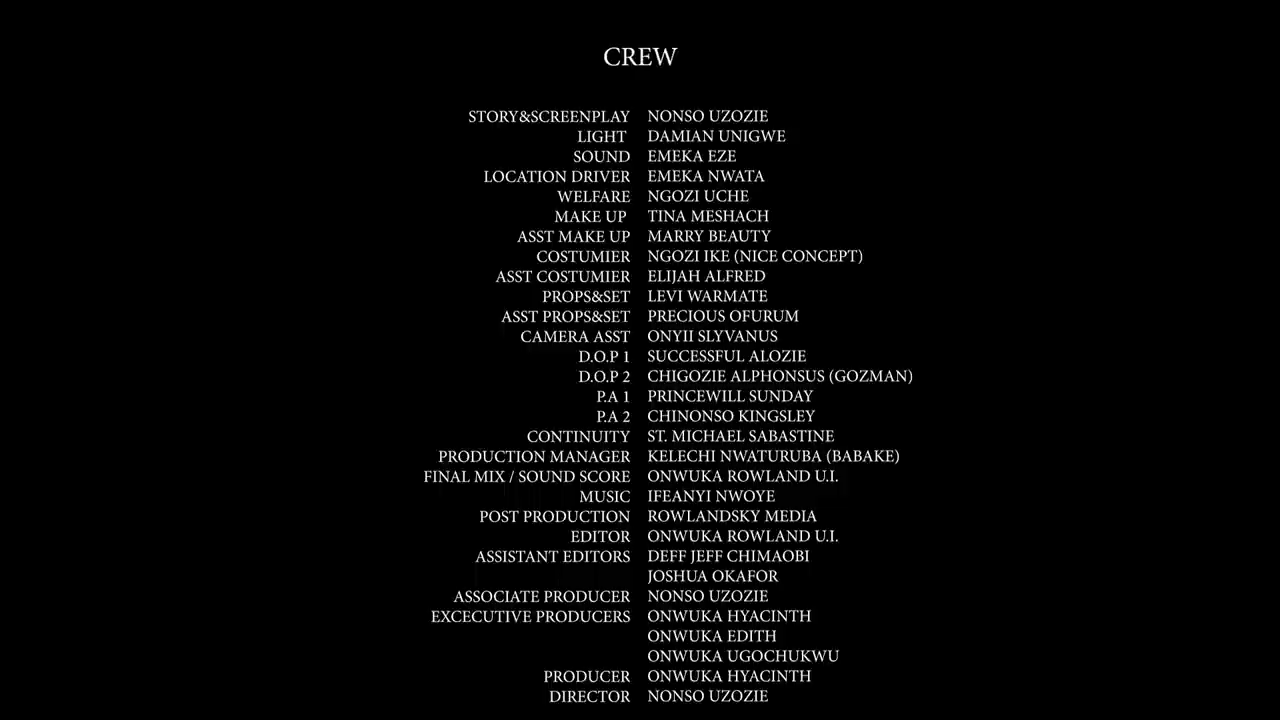 CREW
STORY&SCREENPLAY NONSO UZOZIE
LIGHT DAMIAN UNIGWE
SOUND EMEKA EZE
LOCATION DRIVER EMEKA NWATA
WELFARE NGOZI UCHE
MAKE UP TINA MESHACH
ASST MAKE UP MARRY BEAUTY
COSTUMIER NGOZI IKE (NICE CONCEPT)
ASST COSTUMIER ELIJAH ALFRED
PROPS&SET LEVI WARMATE
ASST PROPS&SET PRECIOUS OFURUM
CAMERA ASST ONYII SLYVANUS
D.O.P 1 SUCCESSFUL ALOZIE
D.O.P 2 CHIGOZIE ALPHONSUS (GOZMAN)
P.A 1 PRINCEWILL SUNDAY
P.A 2 CHINONSO KINGSLEY
CONTINUITY ST. MICHAEL SABASTINE
PRODUCTION MANAGER KELECHI NWATURUBA (BABAKE)
FINAL MIX / SOUND SCORE ONWUKA ROWLAND U.I.
MUSIC IFEANYI NWOYE
POST PRODUCTION ROWLANDSKY MEDIA
EDITOR ONWUKA ROWLAND U.I.
ASSISTANT EDITORS DEFF JEFF CHIMAOBI
JOSHUA OKAFOR
ASSOCIATE PRODUCER NONSO UZOZIE
EXCECUTIVE PRODUCERS ONWUKA HYACINTH
ONWUKA EDITH
ONWUKA UGOCHUKWU
PRODUCER ONWUKA HYACINTH
DIRECTOR NONSO UZOZIE